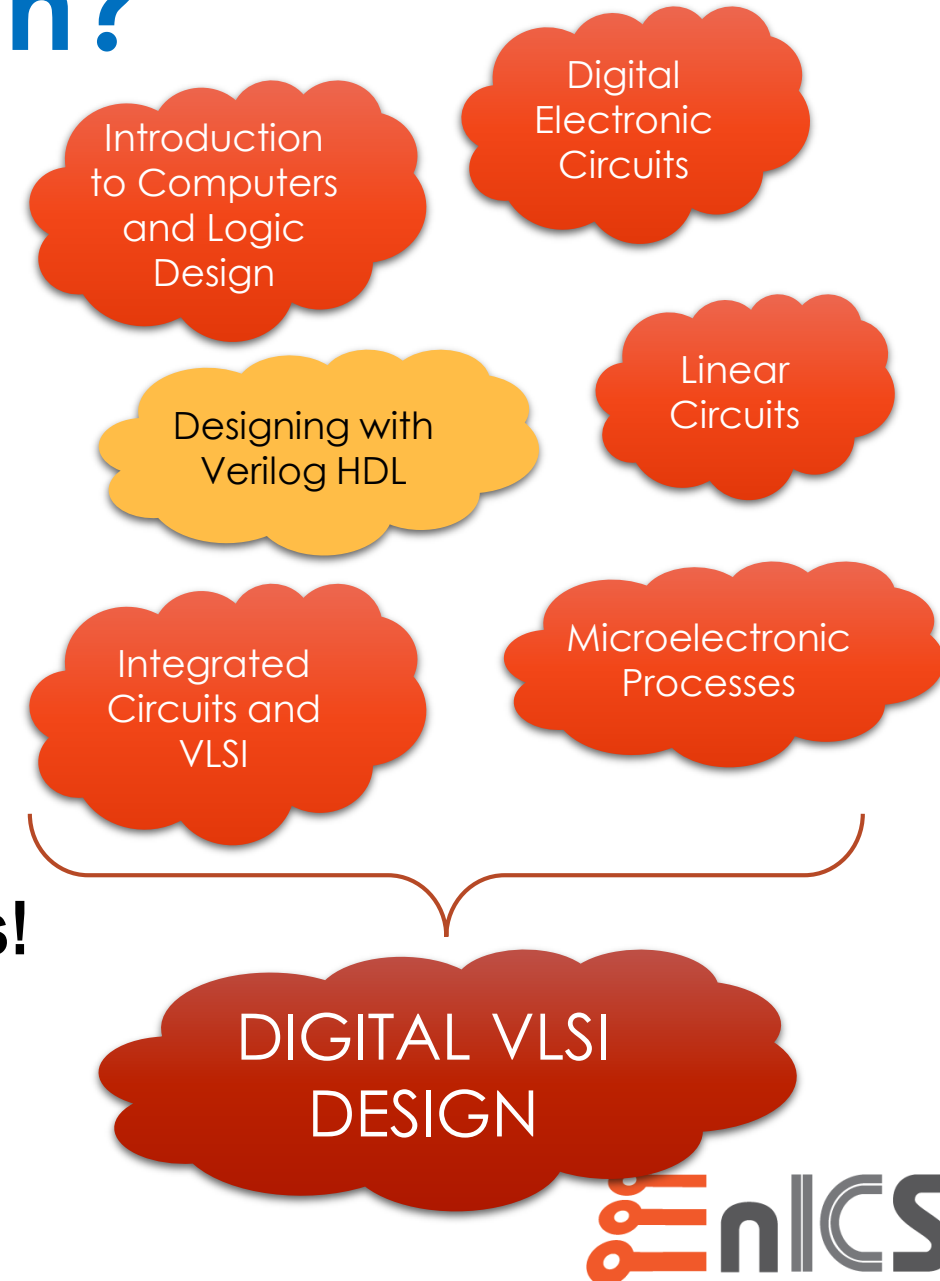 n?
Introduction
to Computers
and Logic
Design
Digital
Electronic
Circuits
Designing with
Verilog HDL
Linear
Circuits
Integrated
Circuits and
VLSI
Microelectronic
Processes
s!
DIGITAL VLSI
DESIGN
EnICS